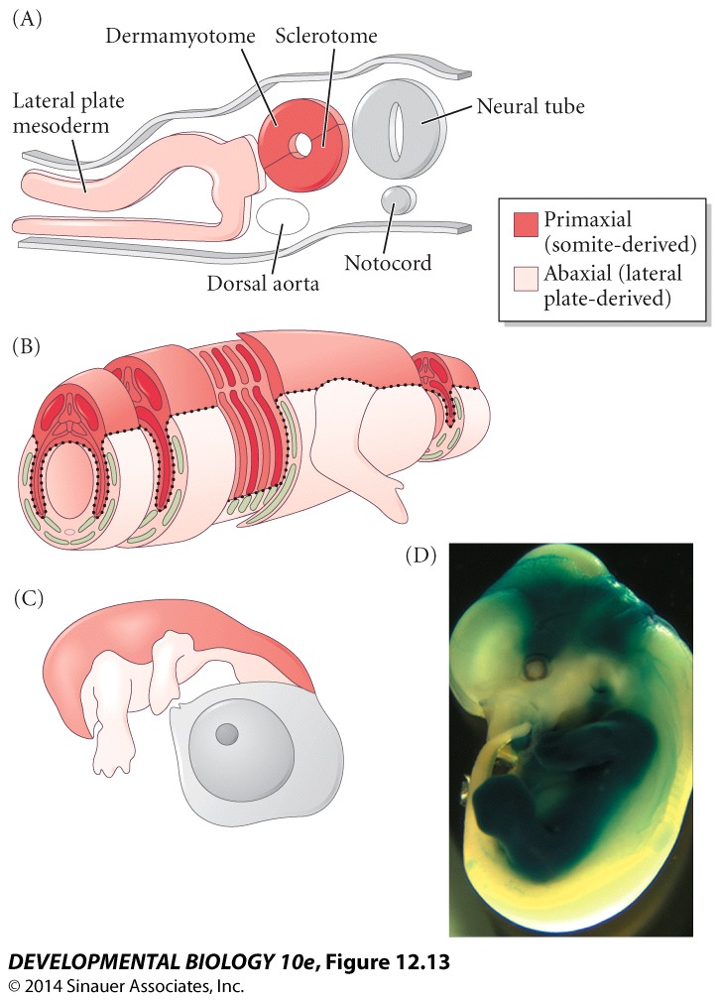 (A)
Dermamyotome Sclerotome
Lateral plate
mesoderm
Neural tube
Notocord
Dorsal aorta
Primaxial
(somite-derived)
Abaxial (lateral
plate-derived)
(B)
(C)
(D)
DEVELOPMENTAL BIOLOGY 10e, Figure 12.13
© 2014 Sinauer Associates, Inc.